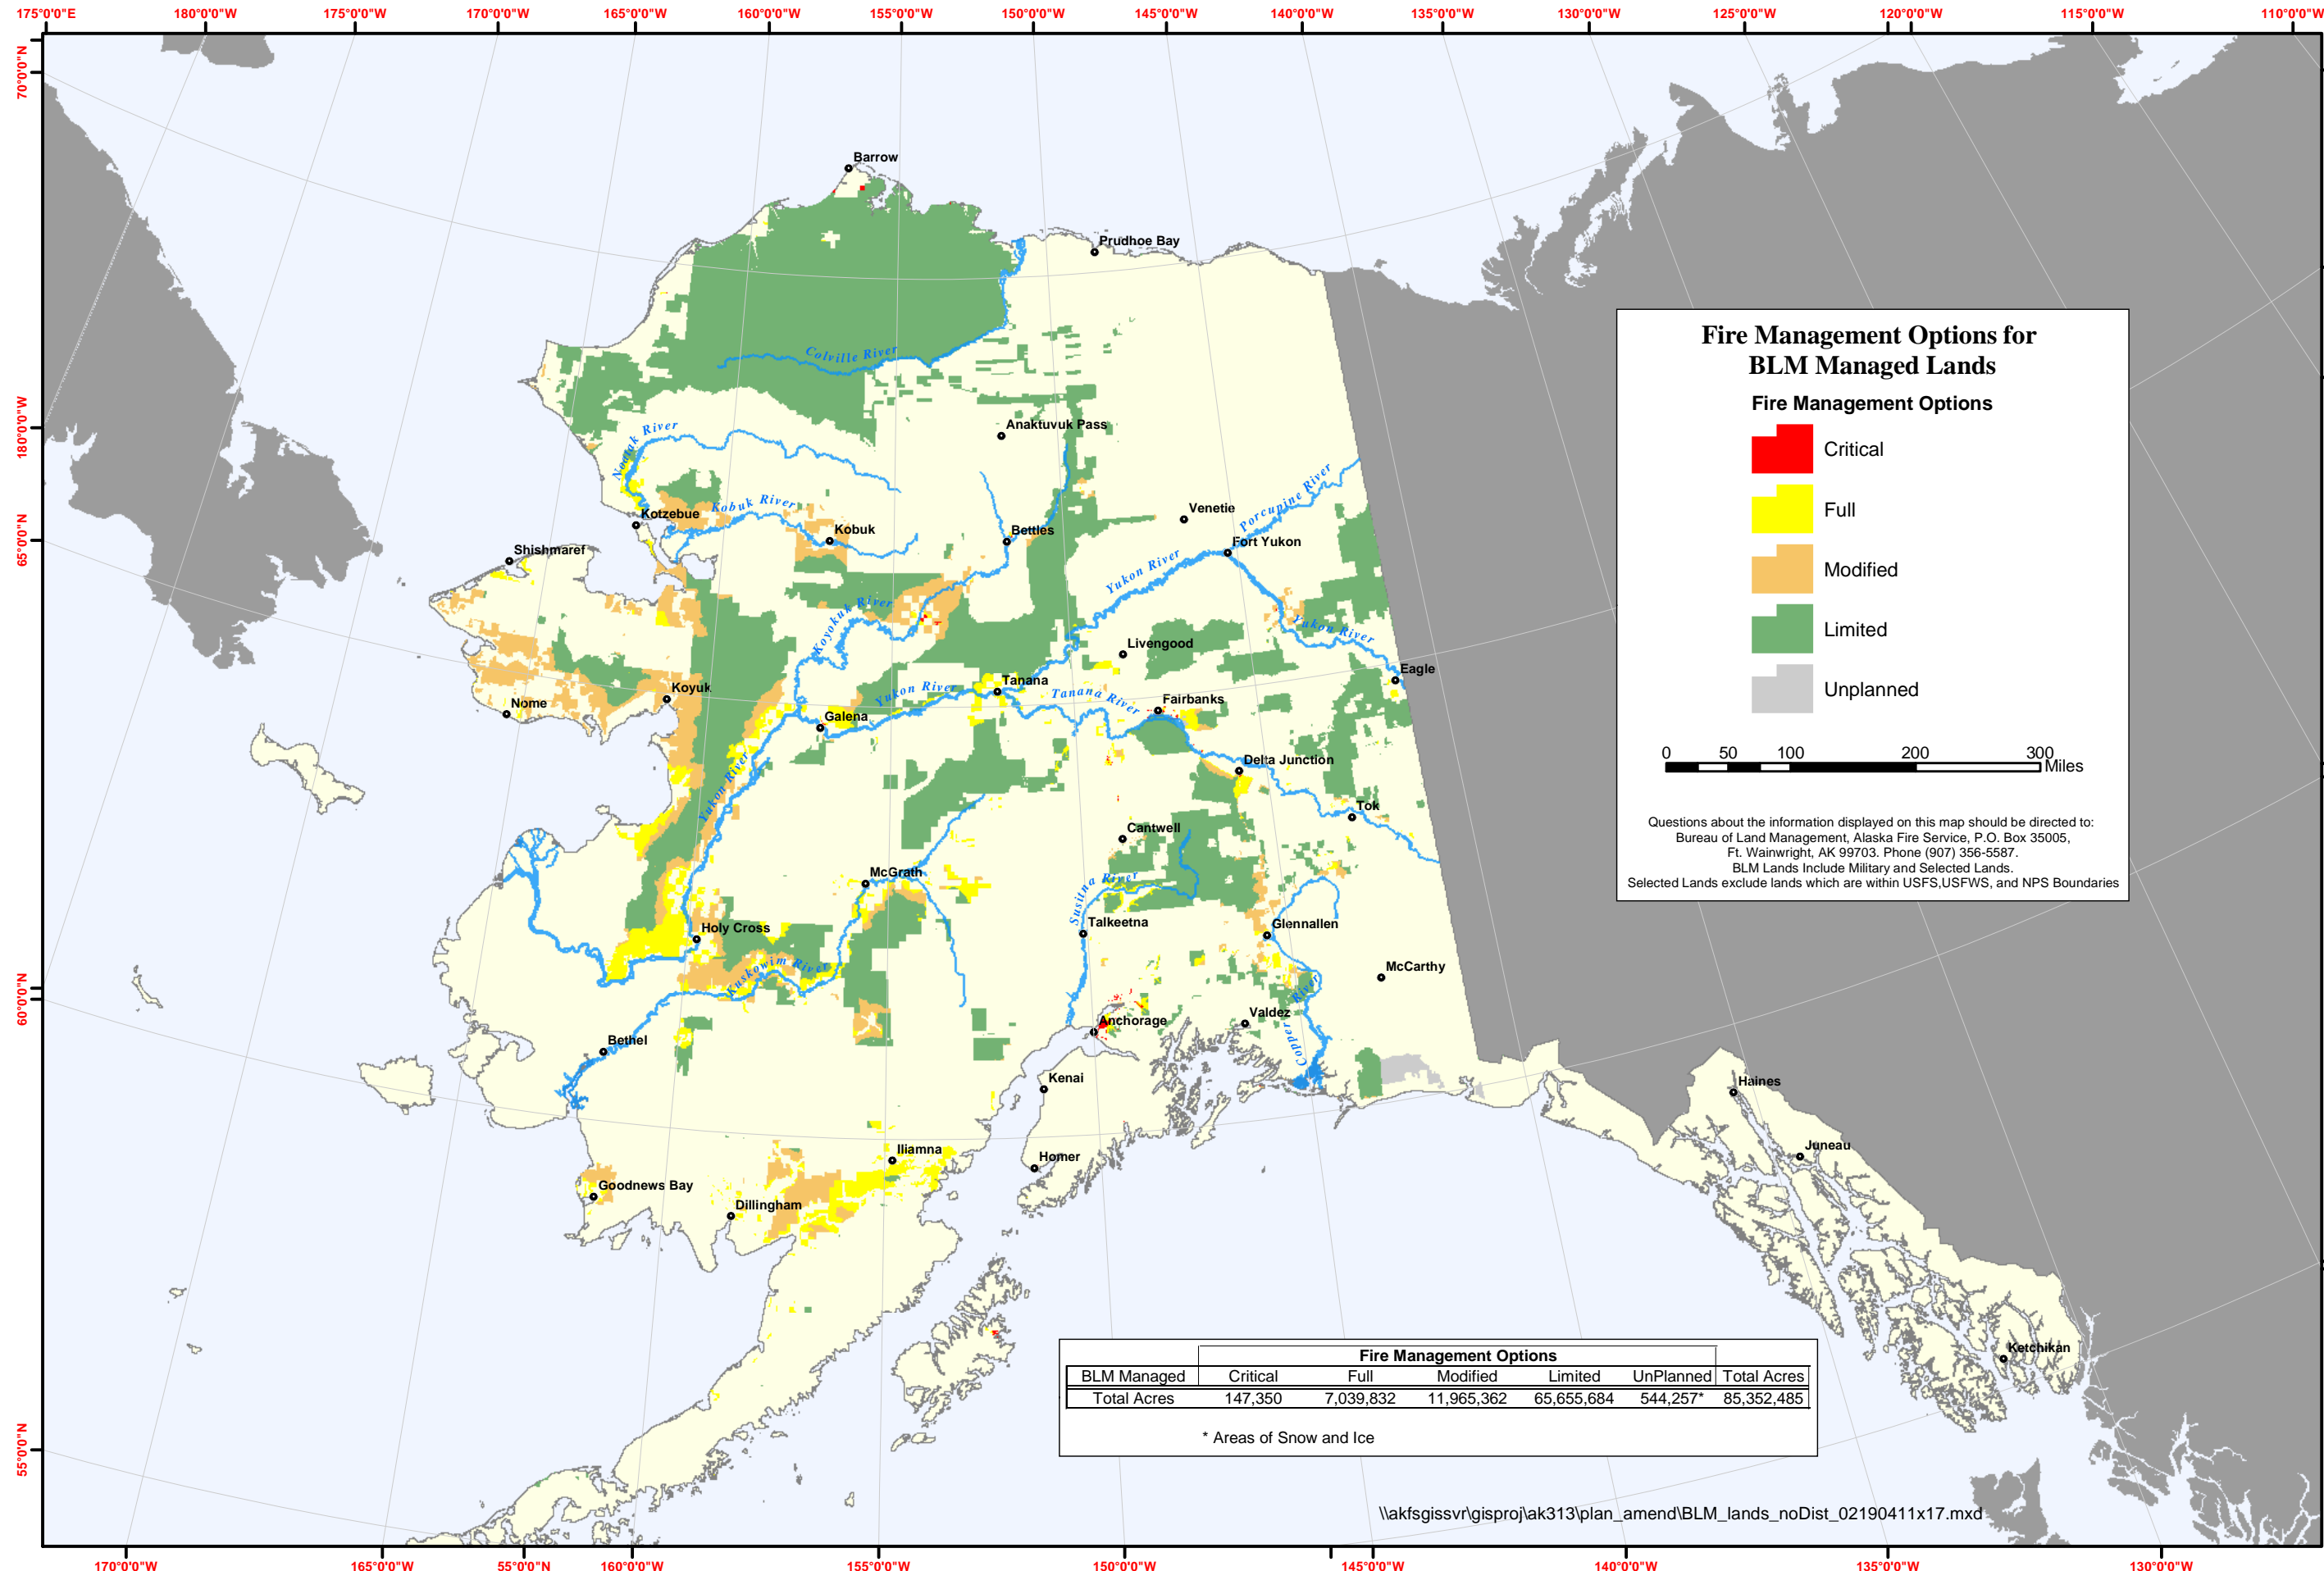 175°0'0"E 180°0'0"W 175°0'0"W 170°0'0"W 165°0'0"W 160°0'0"W 155°0'0"W 150°0'0"W 145°0'0"W 140°0'0"W 135°0'0"W 130°0'0"W 125°0'0"W 120°0'0"W 115°0'0"W 110°0'0"W
70°0'0"N
180°0'0"W
65°0'0"N
60°0'0"N
55°0'0"N
Barrow
Prudhoe Bay
Colville River
Anaktuvuk Pass
Noatak River
Kobuk River
Kotzebue
Kobuk
Bettles
Venetie
Porcupine River
Fort Yukon
Shishmaref
Yukon River
Koyokuk River
Yukon River
Livengood
Eagle
Koyuk
Tanana
Yukon River
Tanana River
Nome
Galena
Fairbanks
Yukon River
Delta Junction
Tok
Cantwell
McGrath
Susitna River
Holy Cross
Talkeetna
Glennallen
Kuskowim River
McCarthy
Copper River
Anchorage
Valdez
Bethel
Kenai
Haines
Iliamna
Homer
Juneau
Goodnews Bay
Dillingham
Ketchikan
Fire Management Options for
BLM Managed Lands
Fire Management Options
Critical
Full
Modified
Limited
Unplanned
0 50 100 200 300
Miles
Questions about the information displayed on this map should be directed to:
Bureau of Land Management, Alaska Fire Service, P.O. Box 35005,
Ft. Wainwright, AK 99703. Phone (907) 356-5587.
BLM Lands Include Military and Selected Lands.
Selected Lands exclude lands which are within USFS,USFWS, and NPS Boundaries
Fire Management Options
BLM Managed Critical Full Modified Limited UnPlanned Total Acres
Total Acres 147,350 7,039,832 11,965,362 65,655,684 544,257* 85,352,485
* Areas of Snow and Ice
\\akfsgissvr\gisproj\ak313\plan_amend\BLM_lands_noDist_02190411x17.mxd
170°0'0"W 165°0'0"W 55°0'0"N 160°0'0"W 155°0'0"W 150°0'0"W 145°0'0"W 140°0'0"W 135°0'0"W 130°0'0"W